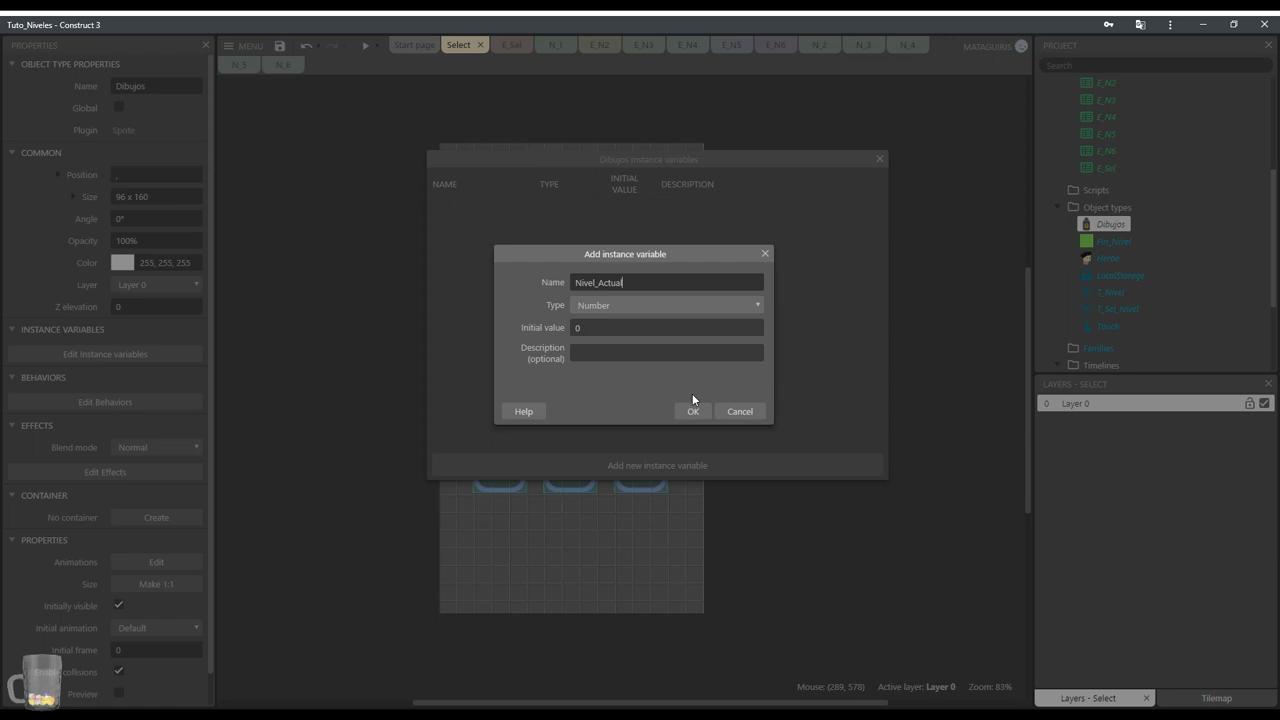 Tuto_Niveles - Construct 3
PROPERTIES
MENU
Start page
Select
E_Sel
N_1
E_N2
E_N3
E_N4
E_N5
E_N6
N_2
N_3
N_4
MATAGUIRIS
N_5
N_6
OBJECT TYPE PROPERTIES
Name
Dibujos
Global
Plugin
Sprite
COMMON
Position
,
Size
96 x 160
Angle
0°
Opacity
100%
Color
255, 255, 255
Layer
Layer 0
Z elevation
0
INSTANCE VARIABLES
Edit Instance variables
BEHAVIORS
Edit Behaviors
EFFECTS
Blend mode
Normal
Edit Effects
CONTAINER
No container
Create
PROPERTIES
Animations
Edit
Size
Make 1:1
Initially visible
Initial animation
Default
Initial frame
0
collisions
Preview
Dibujos instance variables
NAME
TYPE
INITIAL VALUE
DESCRIPTION
Add instance variable
Name
Nivel_Actual
Type
Number
Initial value
0
Description
(optional)
Help
OK
Cancel
Add new instance variable
Mouse: (289, 578)
Active layer: Layer 0
Zoom: 83%
PROJECT
Search
E_N2
E_N3
E_N4
E_N5
E_N6
E_Sel
Scripts
Object types
Dibujos
Fin_Nivel
Heroe
LocalStorage
T_Nivel
T_Sel_Nivel
Touch
Families
Timelines
LAYERS - SELECT
0
Layer 0
Layers - Select
Tilemap